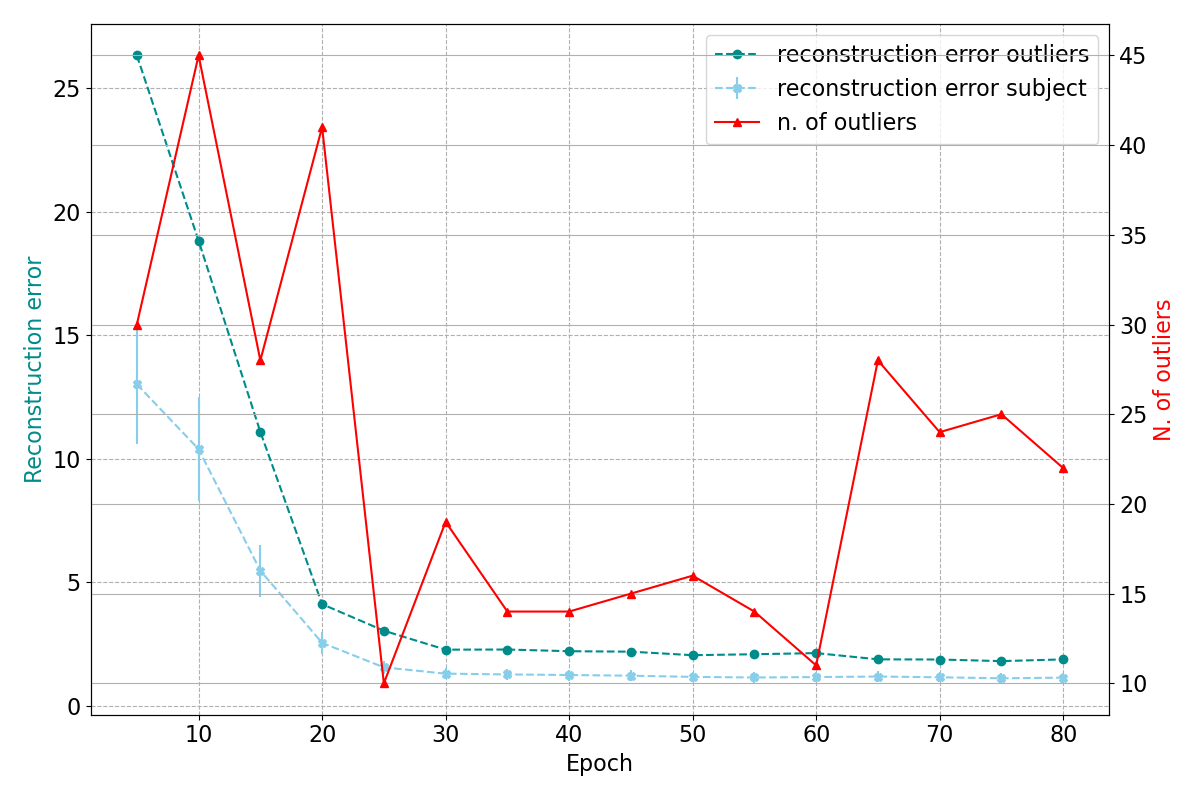 reconstruction error outliers
reconstruction error subject
n. of outliers
25
20
15
10
5
0
Reconstruction error
45
40
35
30
25
20
15
10
N. of outliers
10 20 30 40 50 60 70 80
Epoch